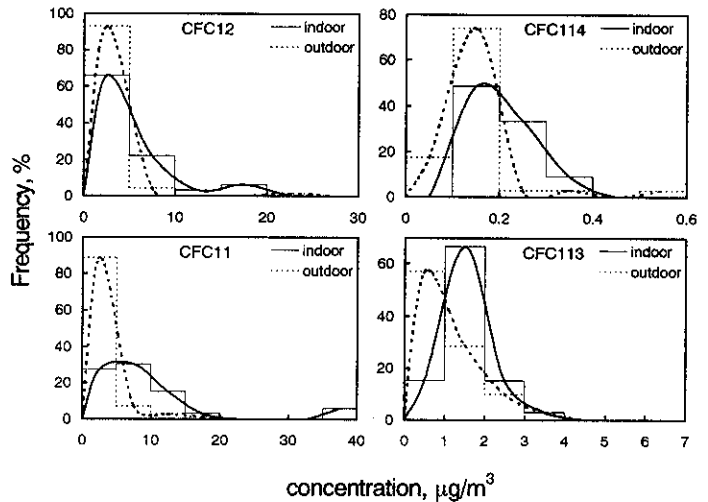 100
80
60
40
20
0
CFC12
indoor
outdoor
0 10 20 30
80
60
40
20
0
CFC114
indoor
outdoor
0 0.2 0.4 0.6
Frequency, %
100
80
60
40
20
0
CFC11
indoor
outdoor
0 10 20 30 40
60
40
20
0
CFC113
indoor
outdoor
0 1 2 3 4 5 6 7
concentration, μg/m³